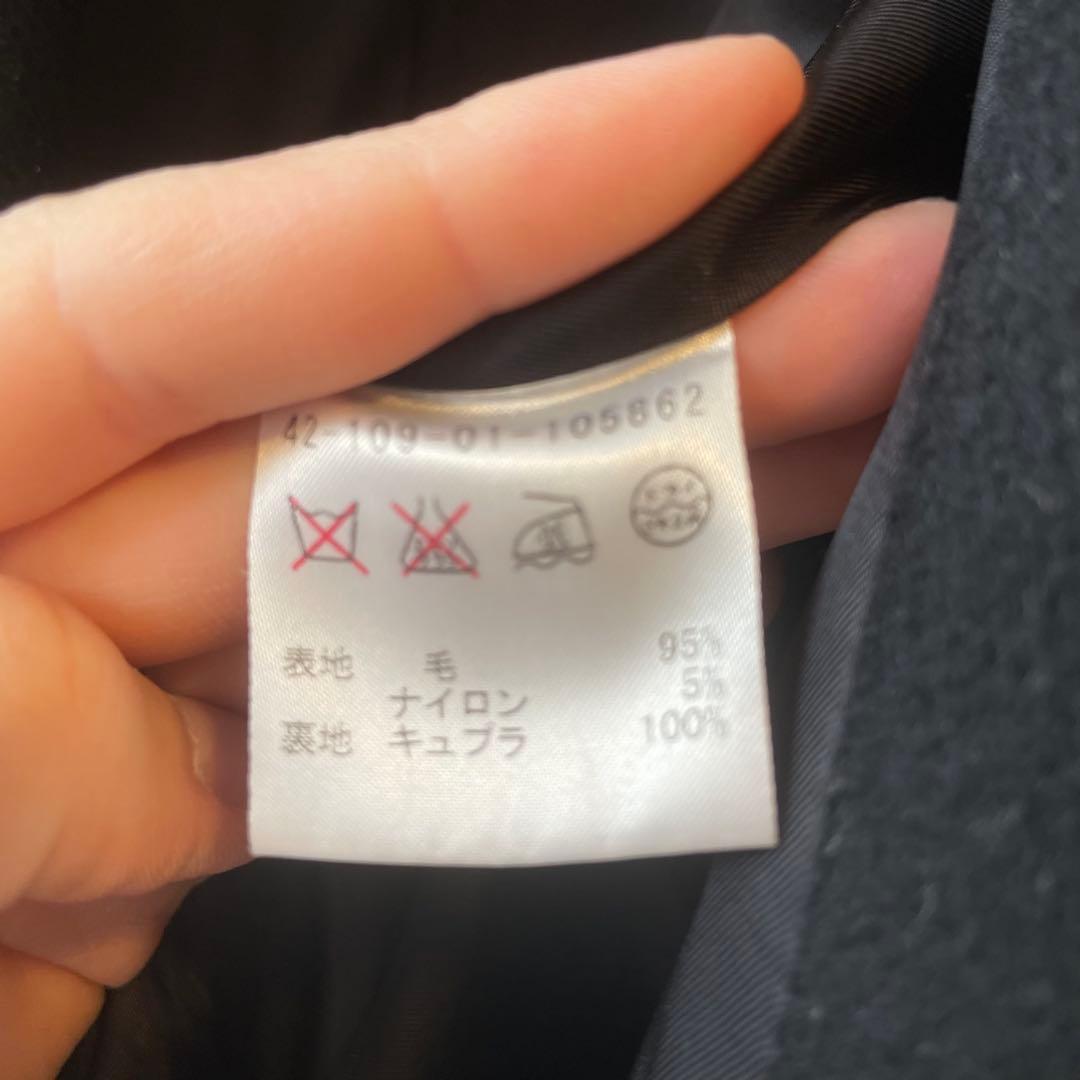 42-109-01-105862
表地 毛 95%
ナイロン 5%
裏地 キュプラ 100%